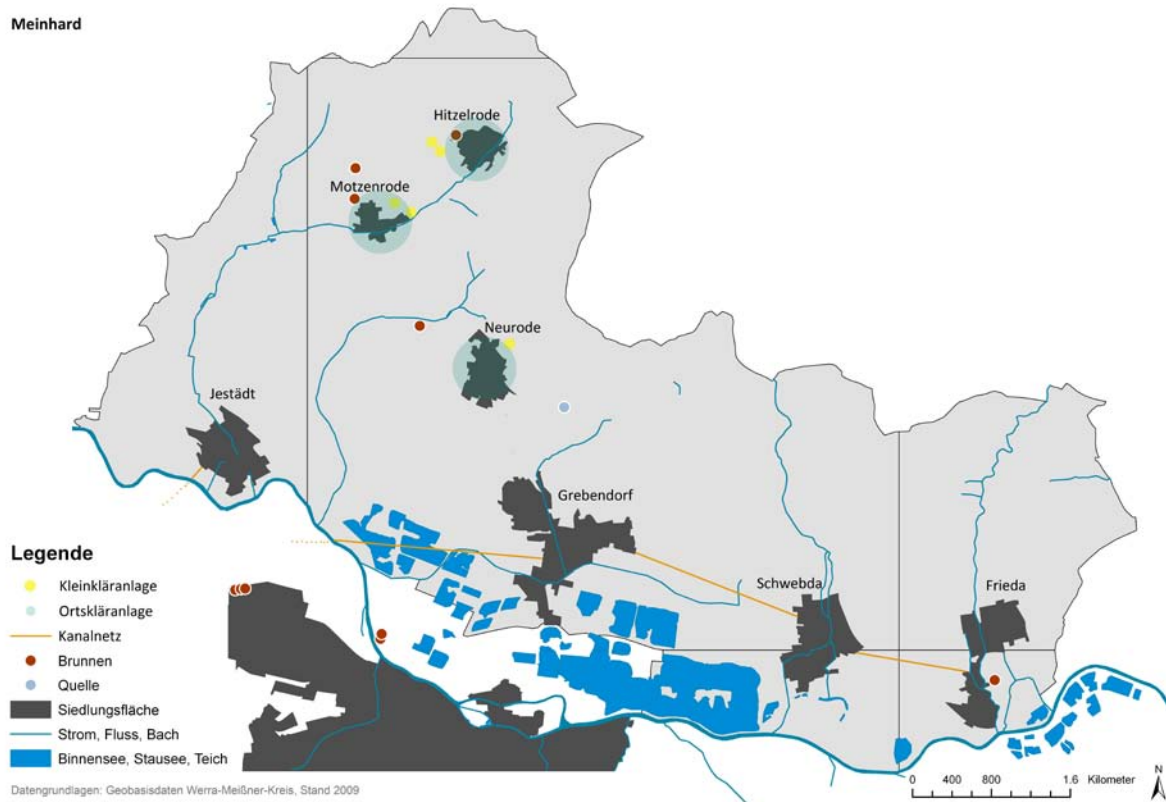 Meinhard
Hitzelrode
Motzenrode
Neurode
Jestädt
Grebendorf
Schwebda
Frieda
Legende
Kleinkläranlage
Ortskläranlage
Kanalnetz
Brunnen
Quelle
Siedlungsfläche
Strom, Fluss, Bach
Binnensee, Stausee, Teich
Datengrundlagen: Geobasisdaten Werra-Meißner-Kreis, Stand 2009
N
0 400 800 1.6 Kilometer